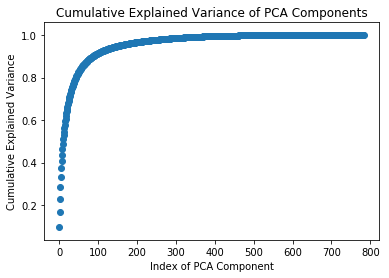 Cumulative Explained Variance of PCA Components
1.0
0.8
0.6
0.4
0.2
Cumulative Explained Variance
0 100 200 300 400 500 600 700 800
Index of PCA Component